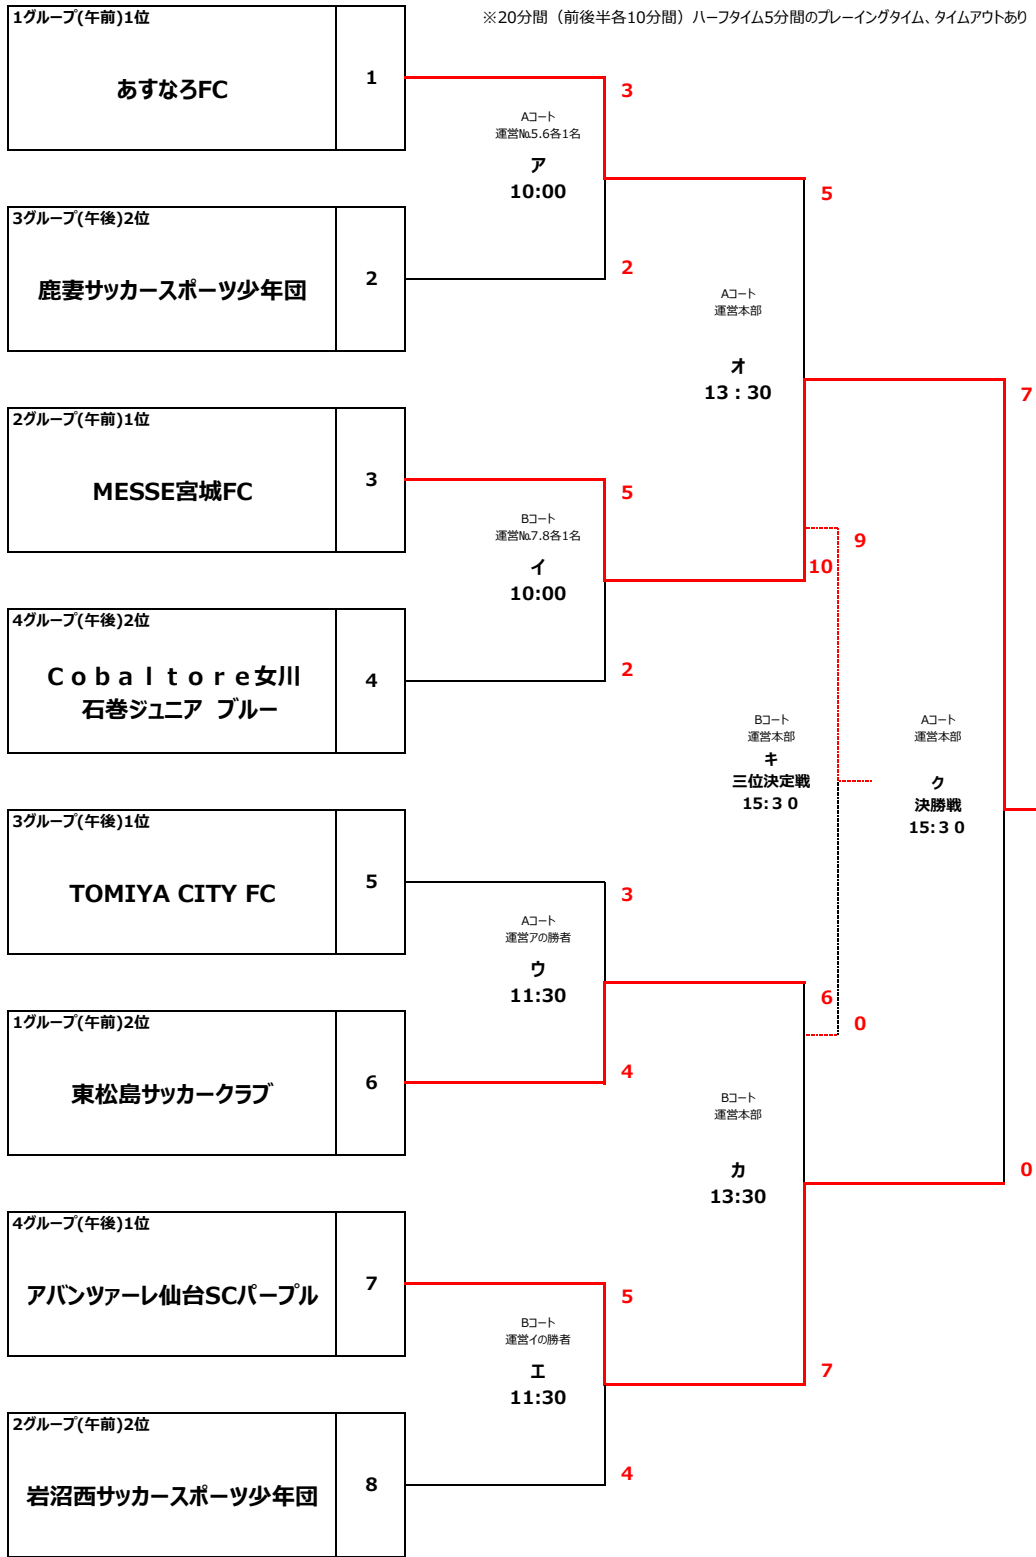 ※20分間（前後半各10分間）ハーフタイム5分間のプレーイングタイム、タイムアウトあり
1グループ(午前)1位
あすなろFC
1
3
Aコート
運営№5.6各1名
ア
10:00
5
3グループ(午後)2位
鹿妻サッカースポーツ少年団
2
2
Aコート
運営本部
オ
13：30
7
2グループ(午前)1位
MESSE宮城FC
3
5
Bコート
運営№7.8各1名
イ
10:00
9
10
4グループ(午後)2位
Ｃｏｂａｌｔｏｒｅ女川
石巻ジュニア ブルー
4
2
Bコート
運営本部
キ
三位決定戦
15:３０
Aコート
運営本部
ク
決勝戦
15:３０
3グループ(午後)1位
TOMIYA CITY FC
5
3
Aコート
運営アの勝者
ウ
11:30
6
0
1グループ(午前)2位
東松島サッカークラブ
6
4
Bコート
運営本部
カ
13:30
0
4グループ(午後)1位
アバンツァーレ仙台SCパープル
7
5
Bコート
運営イの勝者
エ
11:30
7
2グループ(午前)2位
岩沼西サッカースポーツ少年団
8
4